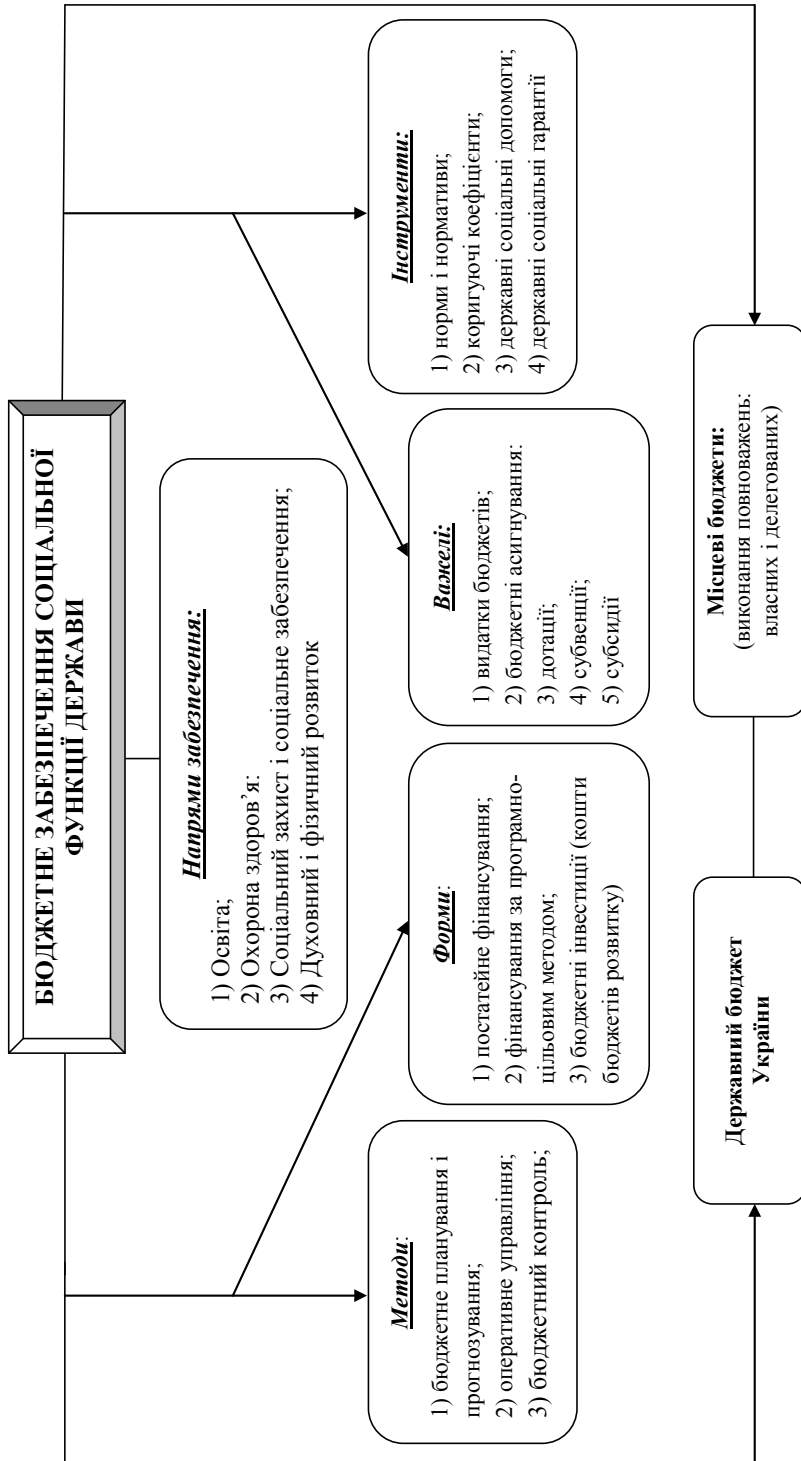 БЮДЖЕТНЕ ЗАБЕЗПЕЧЕННЯ СОЦІАЛЬНОЇ
ФУНКЦІЇ ДЕРЖАВИ
Напрями забезпечення:
1) Освіта;
2) Охорона здоров’я:
3) Соціальний захист і соціальне забезпечення;
4) Духовний і фізичний розвиток
Методи:
1) бюджетне планування і
прогнозування;
2) оперативне управління;
3) бюджетний контроль;
Форми:
1) постатейне фінансування;
2) фінансування за програмно-
цільовим методом;
3) бюджетні інвестиції (кошти
бюджетів розвитку)
Важелі:
1) видатки бюджетів;
2) бюджетні асигнування:
3) дотації;
4) субвенції;
5) субсидії
Інструменти:
1) норми і нормативи;
2) коригуючі коефіцієнти;
3) державні соціальні допомоги;
4) державні соціальні гарантії
Державний бюджет
України
Місцеві бюджети:
(виконання повноважень:
власних і делегованих)